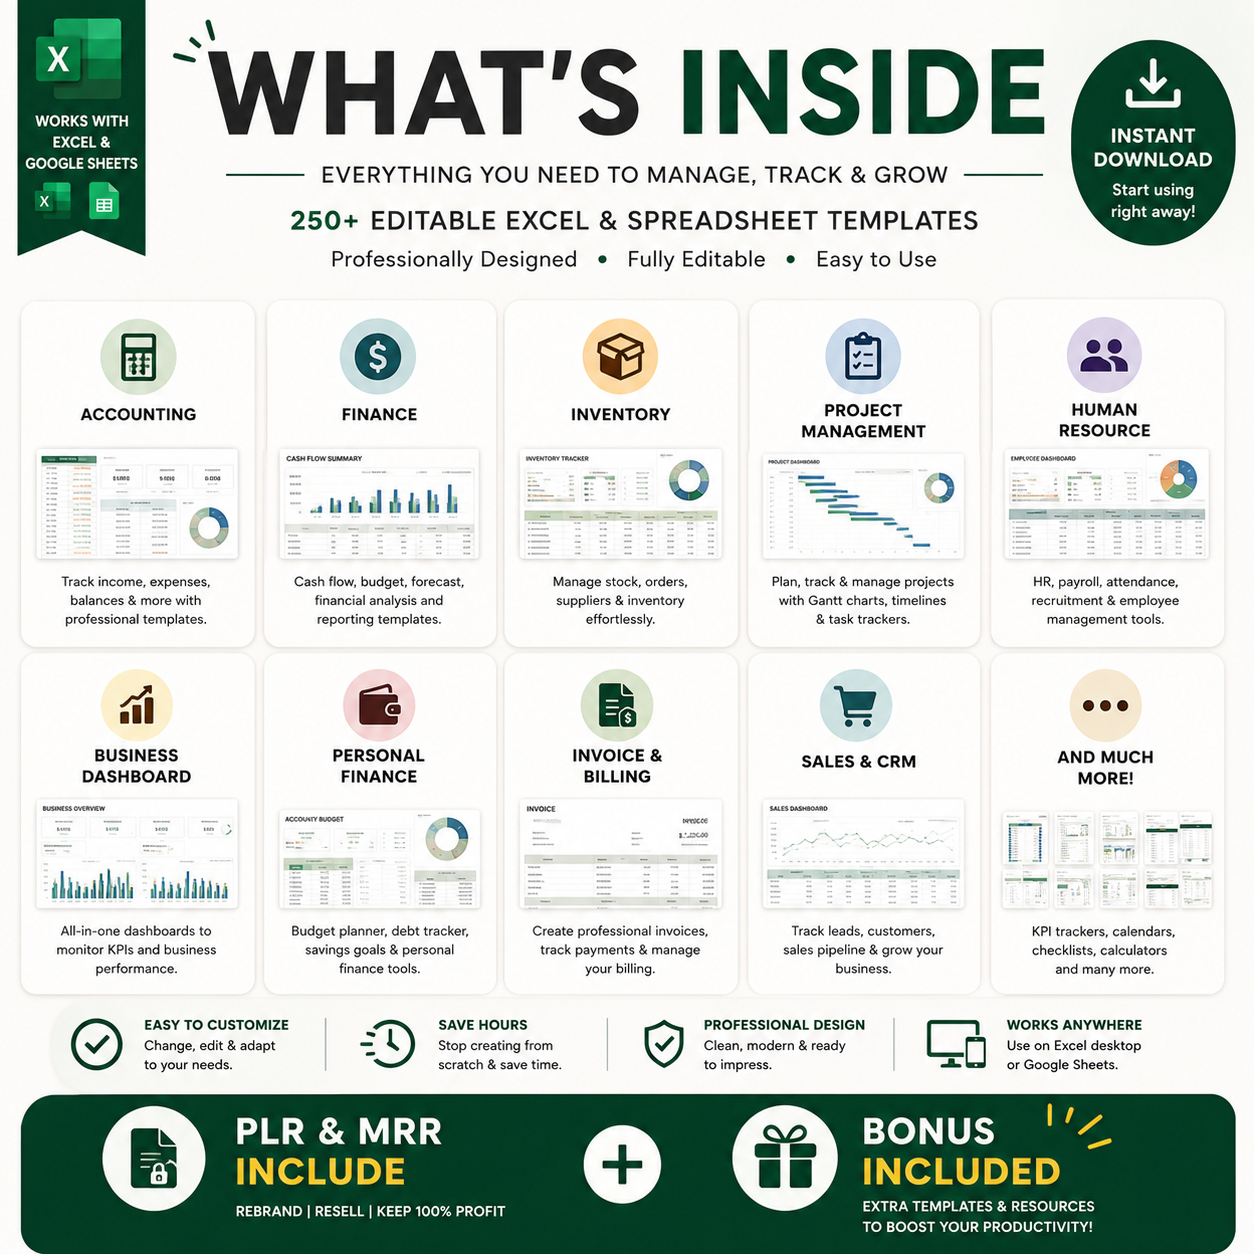 X
WORKS WITH
EXCEL &
GOOGLE SHEETS
X
WHAT'S INSIDE
EVERYTHING YOU NEED TO MANAGE, TRACK & GROW
250+ EDITABLE EXCEL & SPREADSHEET TEMPLATES
Professionally Designed • Fully Editable • Easy to Use
INSTANT
DOWNLOAD
Start using
right away!
ACCOUNTING
Track income, expenses,
balances & more with
professional templates.
FINANCE
CASH FLOW SUMMARY
Cash flow, budget, forecast,
financial analysis and
reporting templates.
INVENTORY
INVENTORY TRACKER
Manage stock, orders,
suppliers & inventory
effortlessly.
PROJECT
MANAGEMENT
PROJECT DASHBOARD
Plan, track & manage projects
with Gantt charts, timelines
& task trackers.
HUMAN
RESOURCE
EMPLOYEE DASHBOARD
HR, payroll, attendance,
recruitment & employee
management tools.
BUSINESS
DASHBOARD
BUSINESS OVERVIEW
All-in-one dashboards to
monitor KPIs and business
performance.
PERSONAL
FINANCE
ACCOUNTY BUDGET
Budget planner, debt tracker,
savings goals & personal
finance tools.
INVOICE &
BILLING
INVOICE
Create professional invoices,
track payments & manage
your billing.
SALES & CRM
SALES DASHBOARD
Track leads, customers,
sales pipeline & grow your
business.
AND MUCH
MORE!
KPI trackers, calendars,
checklists, calculators
and many more.
EASY TO CUSTOMIZE
Change, edit & adapt
to your needs.
SAVE HOURS
Stop creating from
scratch & save time.
PROFESSIONAL DESIGN
Clean, modern & ready
to impress.
WORKS ANYWHERE
Use on Excel desktop
or Google Sheets.
PLR & MRR
INCLUDE
REBRAND | RESELL | KEEP 100% PROFIT
BONUS
INCLUDED
EXTRA TEMPLATES & RESOURCES
TO BOOST YOUR PRODUCTIVITY!